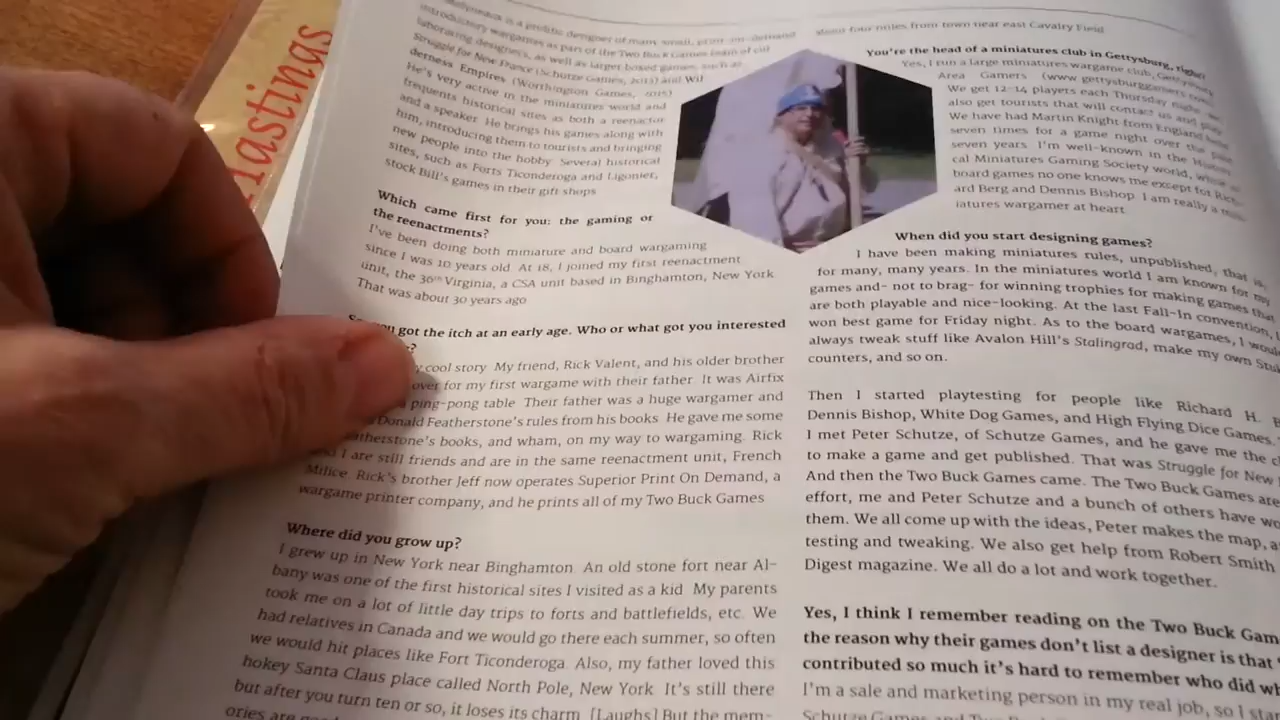 lastings
Molyneaux is a prolific designer of many small, print-on-demand
introductory wargames as part of the Two Buck Games team of col
laborating designers, as well as larger boxed games, such as
Struggle for New France (Schutze Games, 2015) and Wil
derness Empires (Worthington Games, 2015)
He's very active in the miniatures world and
frequents historical sites as both a reenactor
and a speaker. He brings his games along with
him, introducing them to tourists and bringing
new people into the hobby. Several historical
sites, such as Forts Ticonderoga and Ligonier,
stock Bill's games in their gift shops
Which came first for you: the gaming or
the reenactments?
I've been doing both miniature and board wargaming
since I was 10 years old. At 18, I joined my first reenactment
unit, the 30th Virginia, a CSA unit based in Binghamton, New York
That was about 30 years ago
got the itch at an early age. Who or what got you interested
?
cool story. My friend, Rick Valent, and his older brother
over for my first wargame with their father. It was Airfix
ping-pong table. Their father was a huge wargamer and
Donald Featherstone's rules from his books. He gave me some
atherstone's books, and wham, on my way to wargaming. Rick
I are still friends and are in the same reenactment unit, French
Milice. Rick's brother Jeff now operates Superior Print On Demand, a
wargame printer company, and he prints all of my Two Buck Games
Where did you grow up?
I grew up in New York near Binghamton. An old stone fort near Al-
bany was one of the first historical sites I visited as a kid. My parents
took me on a lot of little day trips to forts and battlefields, etc. We
had relatives in Canada and we would go there each summer, so often
we would hit places like Fort Ticonderoga. Also, my father loved this
hokey Santa Claus place called North Pole, New York. It's still there
but after you turn ten or so, it loses its charm. [Laughs] But the mem-
ories are
about four miles from town near east Cavalry Field
You're the head of a miniatures club in Gettysburg, right?
Yes, I run a large miniatures wargame club, Gettysburg
Area Gamers (www.gettysburggamers
We get 12-14 players each Thursday night
also get tourists that will contact us and play
We have had Martin Knight from England here
seven times for a game night over the past
seven years. I'm well-known in the Histori
cal Miniatures Gaming Society world,
board games no one knows me except for Rich
ard Berg and Dennis Bishop. I am really a min
iatures wargamer at heart
When did you start designing games?
I have been making miniatures rules, unpublished, that is,
for many, many years. In the miniatures world I am known for my
games and- not to brag- for winning trophies for making games that
are both playable and nice-looking. At the last Fall-In convention, I
won best game for Friday night. As to the board wargames, I would
always tweak stuff like Avalon Hill's Stalingrad, make my own Stuk
counters, and so on.
Then I started playtesting for people like Richard H. B
Dennis Bishop, White Dog Games, and High Flying Dice Games.
I met Peter Schutze, of Schutze Games, and he gave me the c
to make a game and get published. That was Struggle for New
And then the Two Buck Games came. The Two Buck Games are
effort, me and Peter Schutze and a bunch of others have wo
them. We all come up with the ideas, Peter makes the map, a
testing and tweaking. We also get help from Robert Smith
Digest magazine. We all do a lot and work together.
Yes, I think I remember reading on the Two Buck Gam
the reason why their games don't list a designer is that
contributed so much it's hard to remember who did wh
I'm a sale and marketing person in my real job, so I sta
Schutze Games and Two